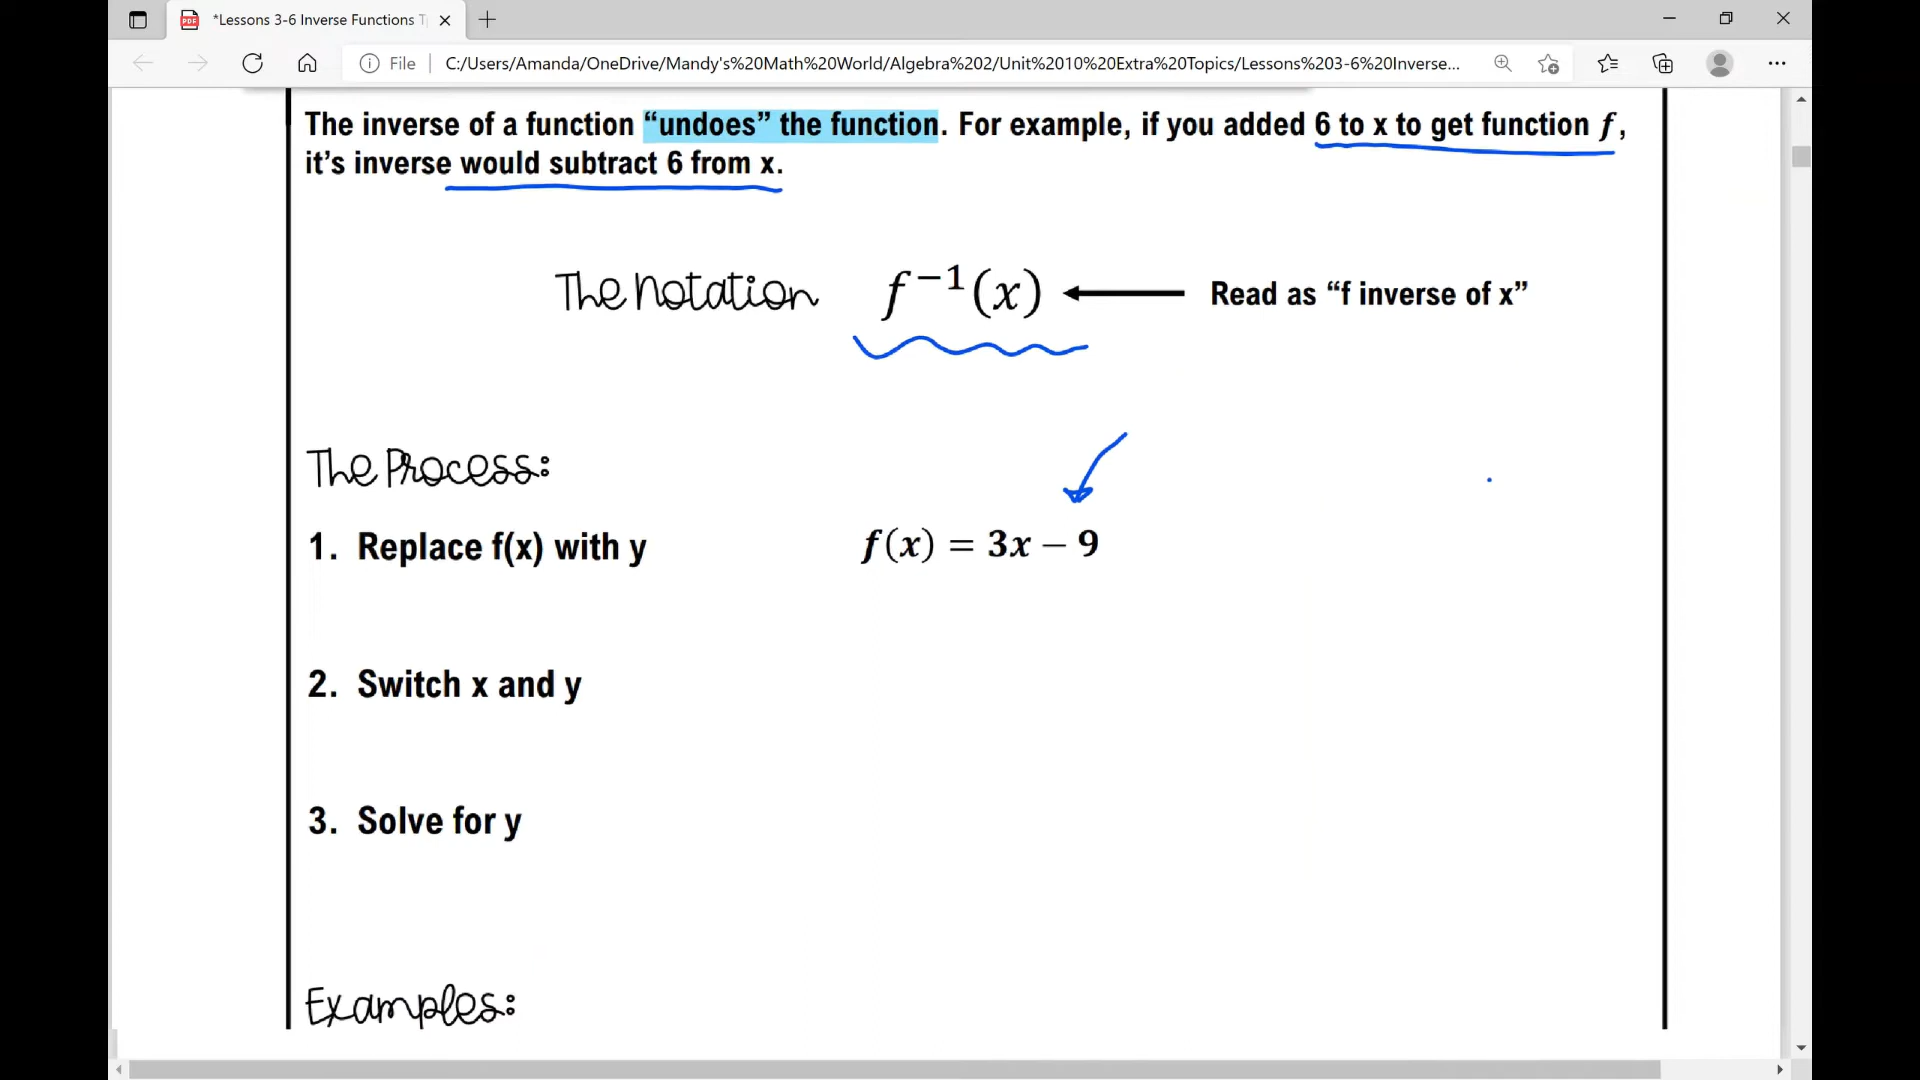 *Lessons 3-6 Inverse Functions T
File
C:/Users/Amanda/OneDrive/Mandy's%20Math%20World/Algebra%202/Unit%2010%20Extra%20Topics/Lessons%203-6%20Inverse...
The inverse of a function “undoes” the function. For example, if you added 6 to x to get function f,
it’s inverse would subtract 6 from x.
The Notation f⁻¹(x) Read as “f inverse of x”
The Process:
1. Replace f(x) with y f(x) = 3x − 9
2. Switch x and y
3. Solve for y
Examples: